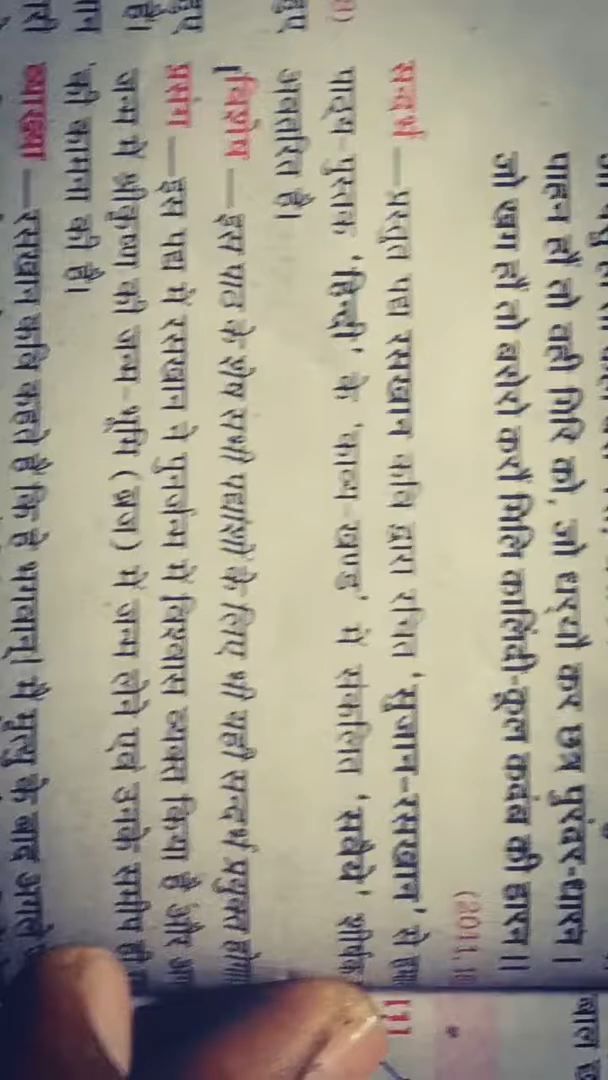 पाहन हौं तो वही गिरि को, जो धर्‌यौ कर छत्र पुरंदर-धारन।
जो खग हौं तो बसेरो करौं मिलि कालिंदी-कूल कदंब की डारन॥
(2011, 1
[1]
सन्दर्भ—प्रस्तुत पद्य रसखान कवि द्वारा रचित 'सुजान-रसखान' से
पाठ्य-पुस्तक 'हिन्दी' के 'काव्य-खण्ड' में संकलित 'सवैये' शीर्षक
अवतरित है।
[विशेष—इस पाठ के शेष सभी पद्यांशों के लिए भी यही सन्दर्भ प्रयुक्त
प्रसंग—इस पद्य में रसखान ने पुनर्जन्म में विश्वास व्यक्त किया है और
जन्म में श्रीकृष्ण की जन्म-भूमि (ब्रज) में जन्म लेने एवं उनके समीप ही
की कामना की है।
व्याख्या—रसखान कवि कहते हैं कि हे भगवान्! मैं मृत्यु के बाद अगले